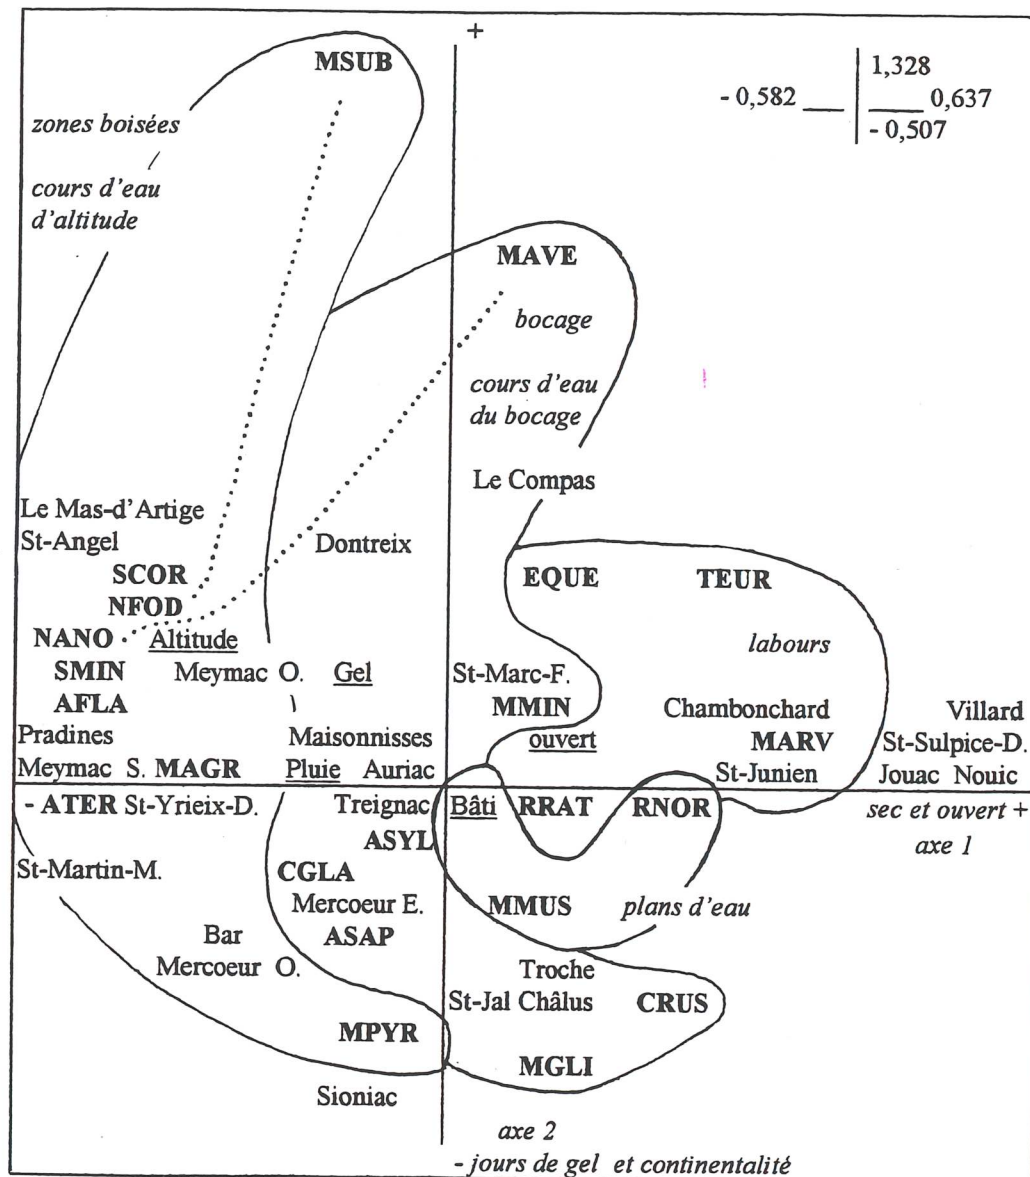 +
MSUB
1,328
- 0,582 ___ ___ 0,637
- 0,507
zones boisées
cours d'eau
d'altitude
MAVE
bocage
cours d'eau
du bocage
Le Compas
Le Mas-d'Artige
St-Angel Dontreix
SCOR EQUE TEUR
NFOD
NANO Altitude labours
SMIN Meymac O. Gel St-Marc-F.
AFLA MMIN Chambonchard Villard
Pradines Maisonnisses ouvert MARV St-Sulpice-D.
Meymac S. MAGR Pluie Auriac St-Junien Jouac Nouic
- ATER St-Yrieix-D. Treignac Bâti RRAT RNOR sec et ouvert +
ASYL axe 1
St-Martin-M. CGLA
Mercoeur E. MMUS plans d'eau
Bar ASAP
Mercoeur O. Troche
St-Jal Châlus CRUS
MPYR
MGLI
Sioniac
axe 2
- jours de gel et continentalité